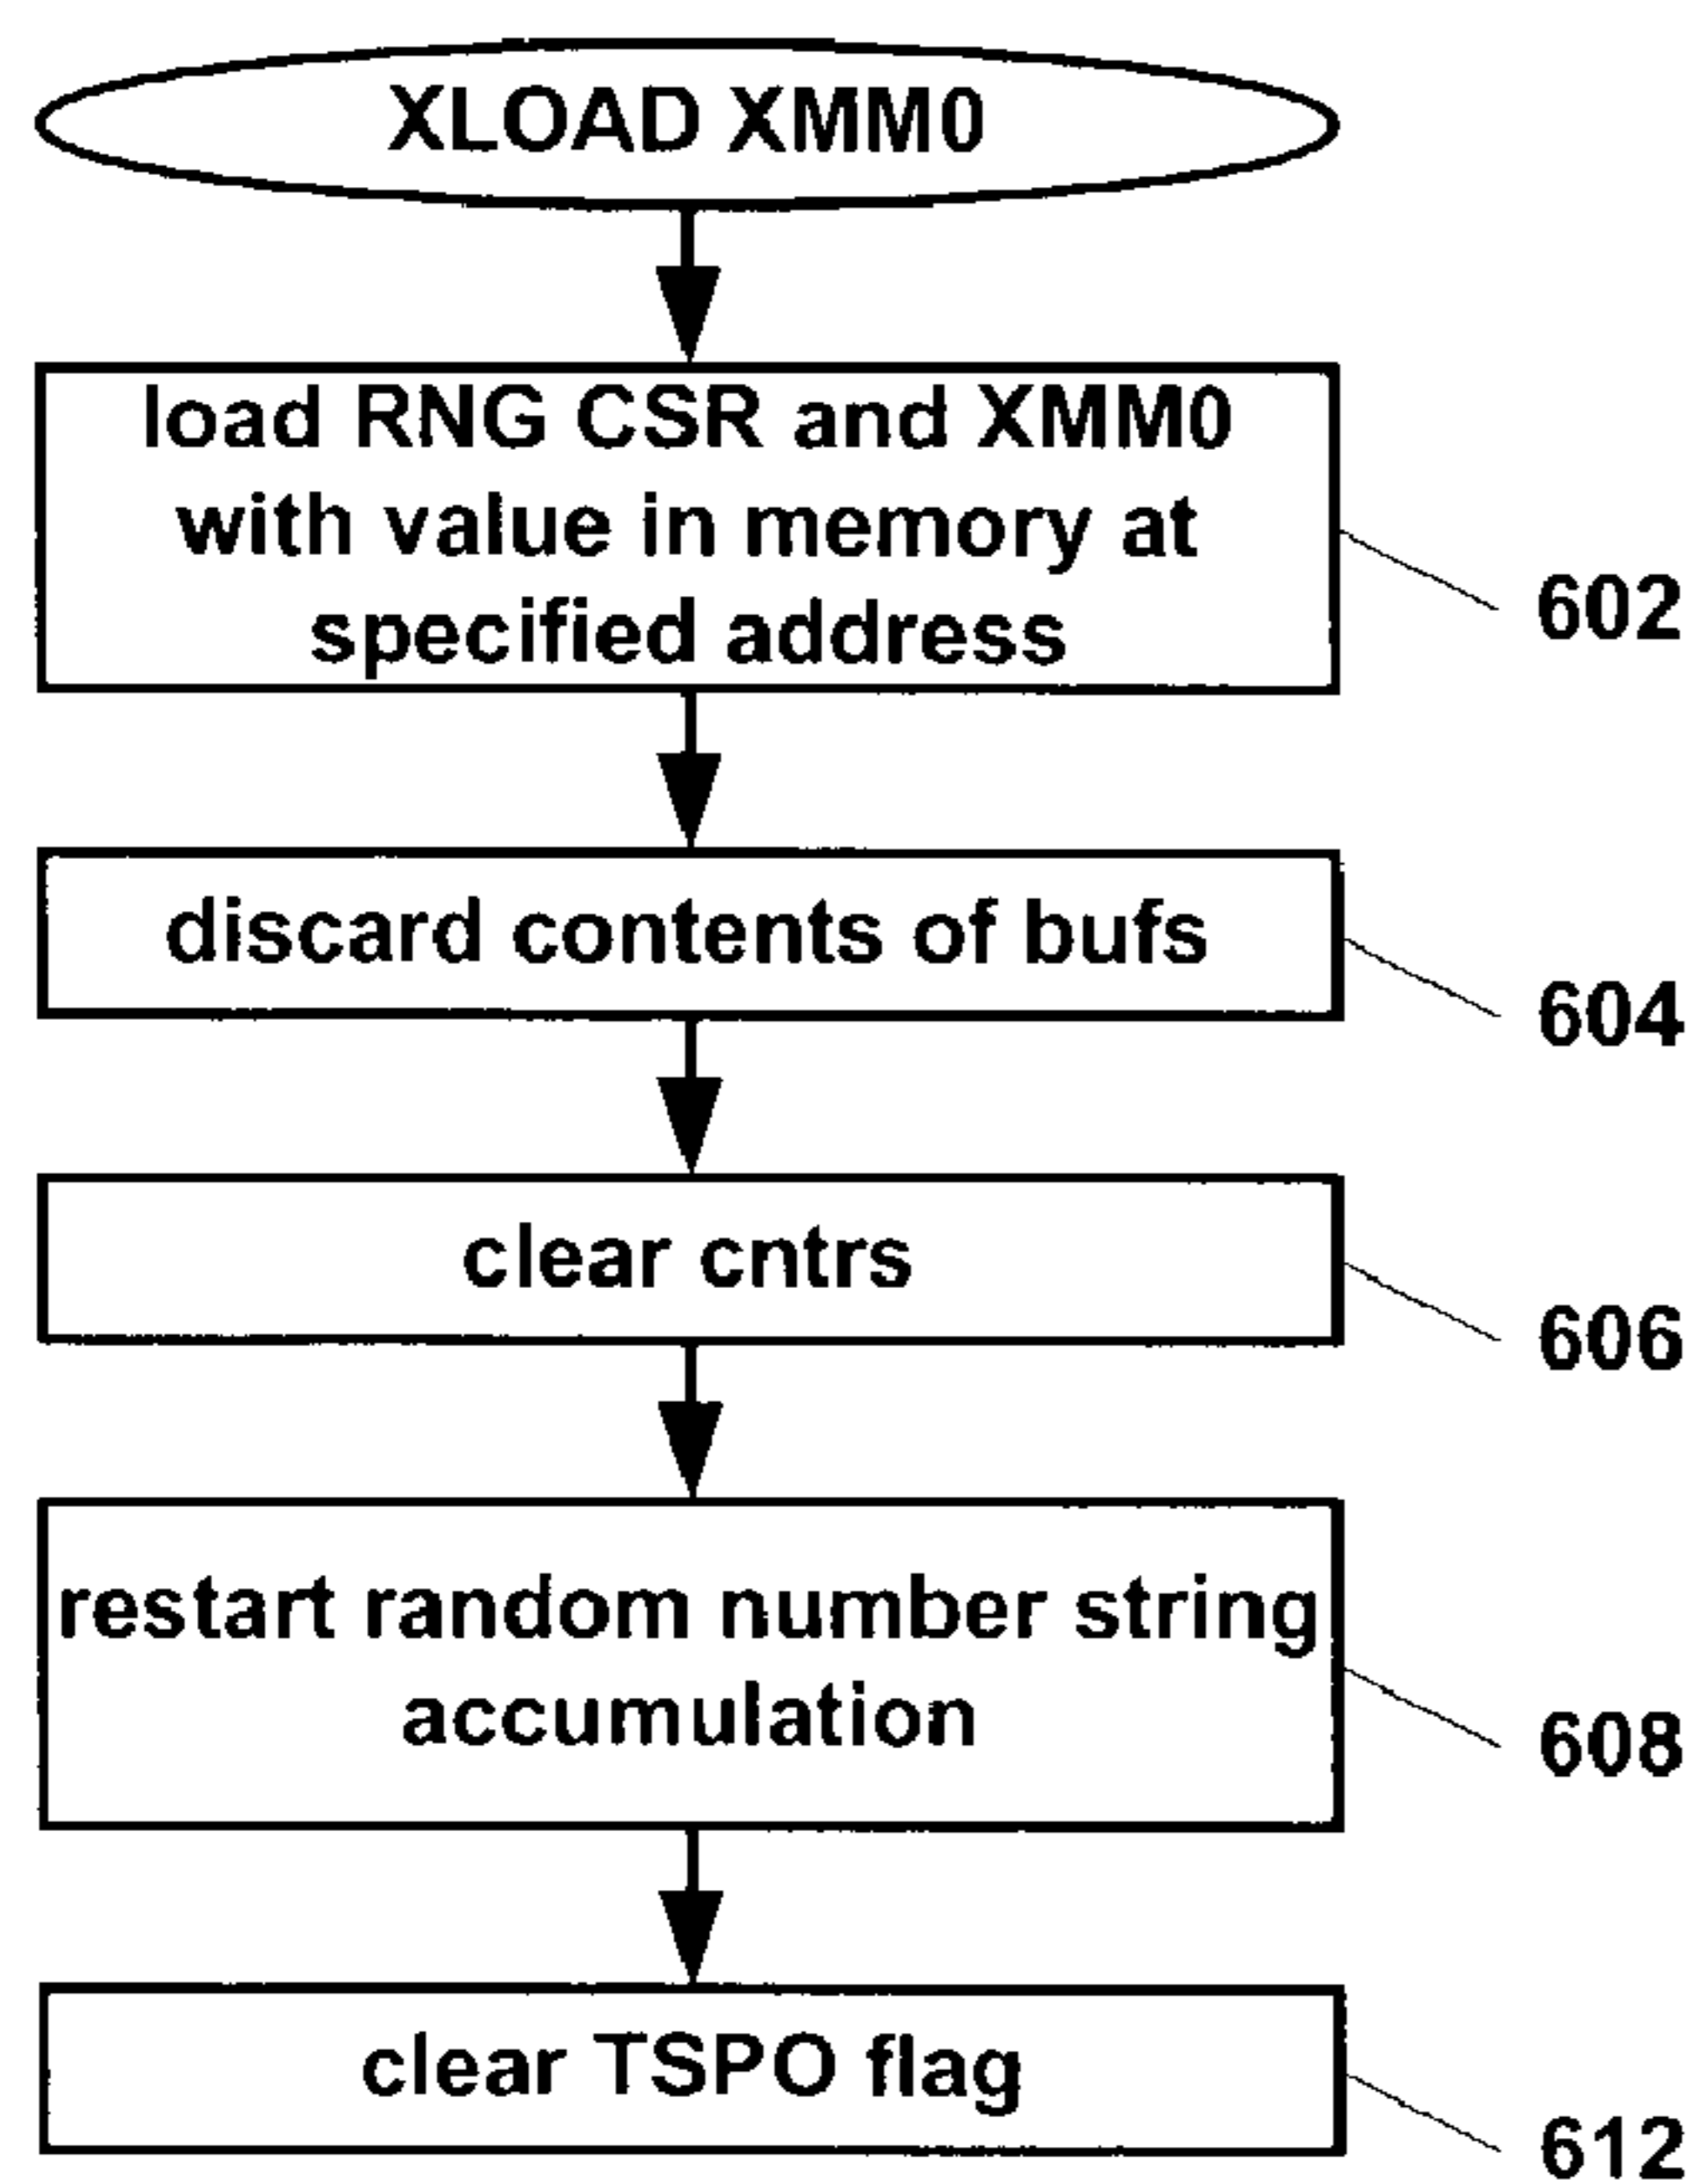 XLOAD XMM0
load RNG CSR and XMM0
with value in memory at
specified address
602
discard contents of bufs
604
clear cntrs
606
restart random number string
accumulation
608
clear TSPO flag
612